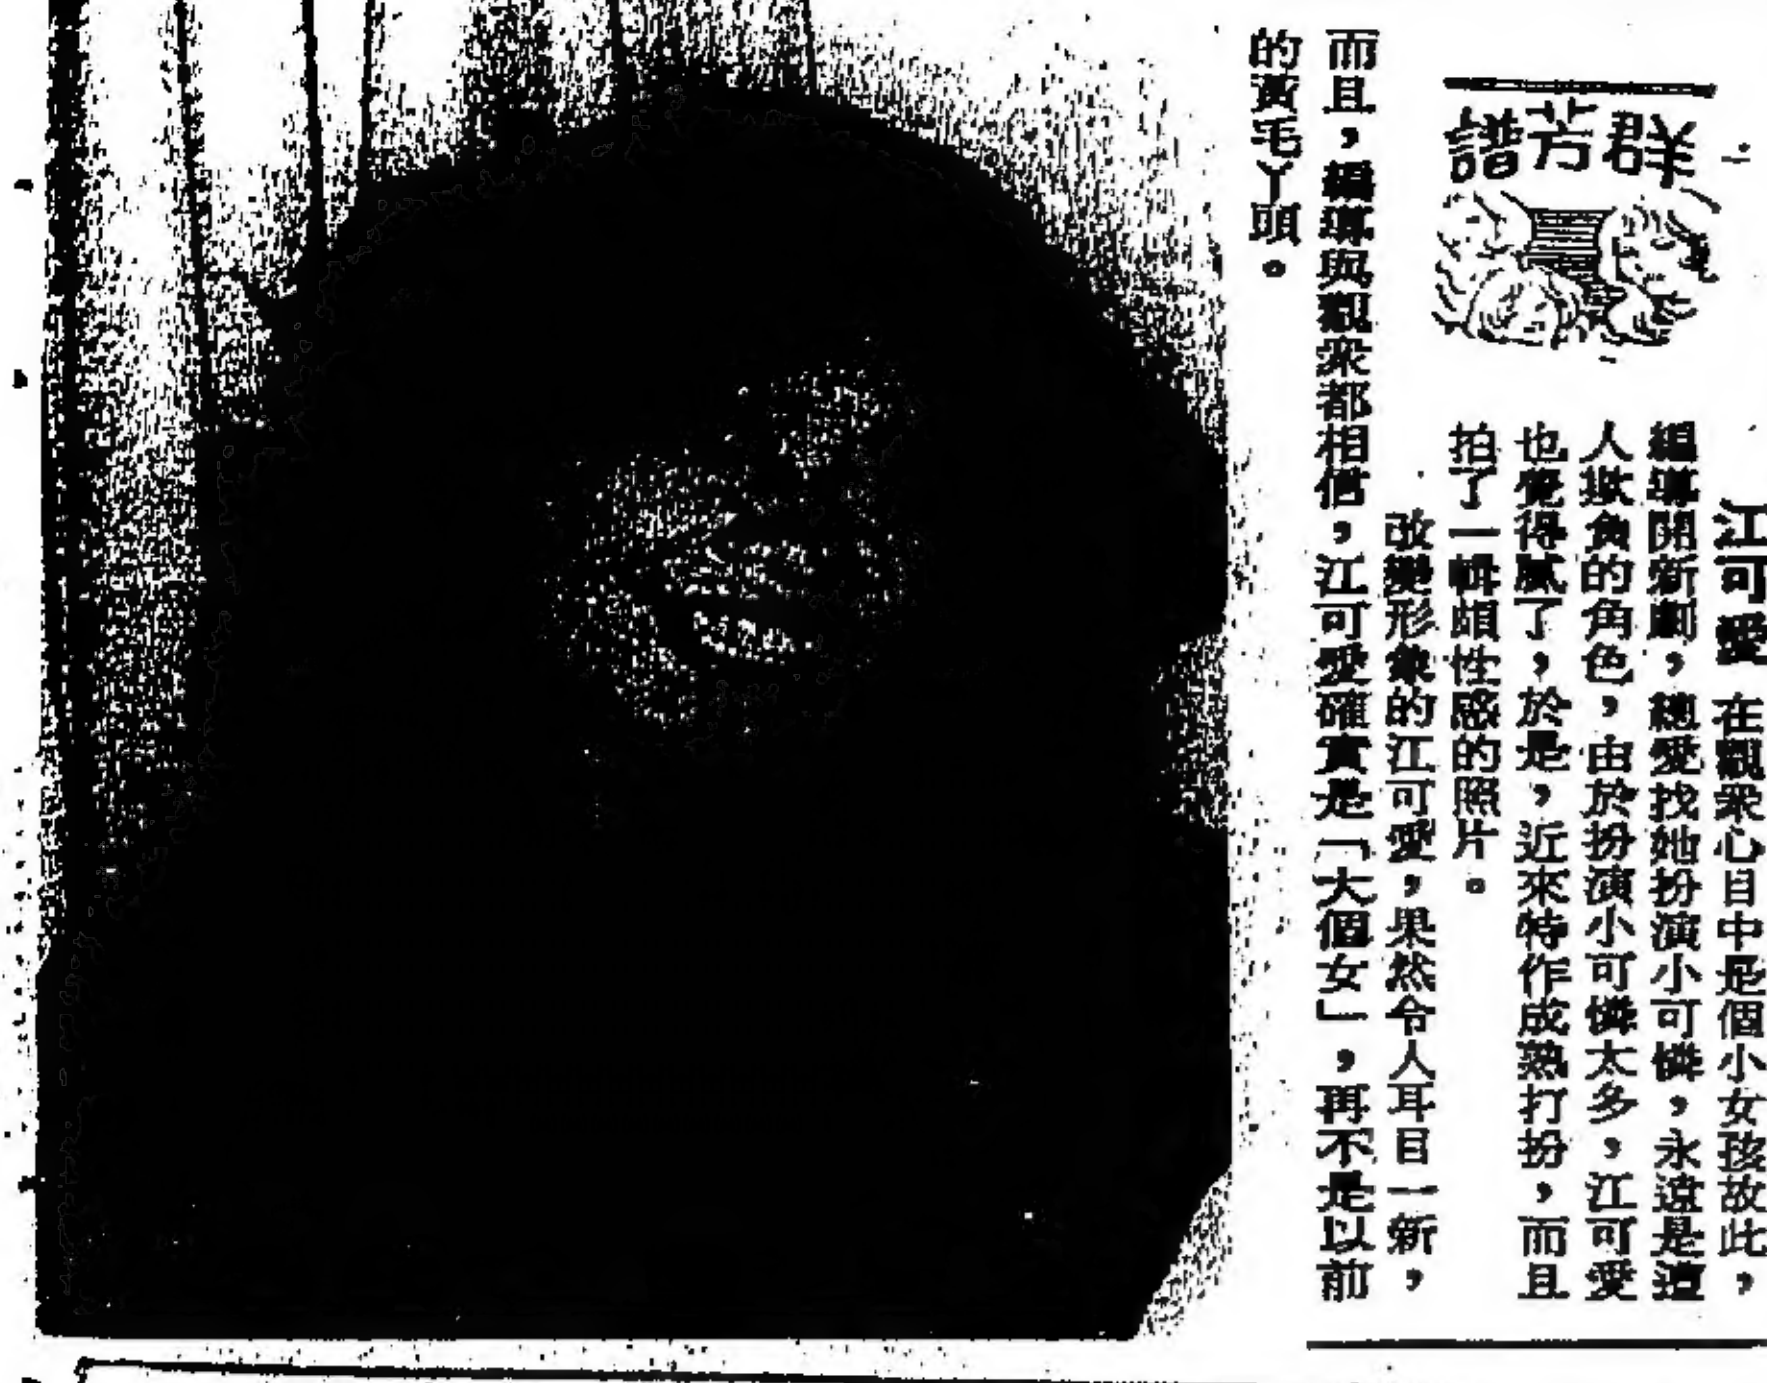 群芳譜
江可愛 在觀衆心目中是個小女孩故此，
編導開新劇，總愛找她扮演小可憐，永遠是遭
人欺負的角色，由於扮演小可憐太多，江可愛
也覺得膩了，於是，近來特作成熟打扮，而且
拍了一輯頗性感的照片。
改變形象的江可愛，果然令人耳目一新，
而且，編導與觀衆都相信，江可愛確實是「大個女」，再不是以前
的黃毛丫頭。